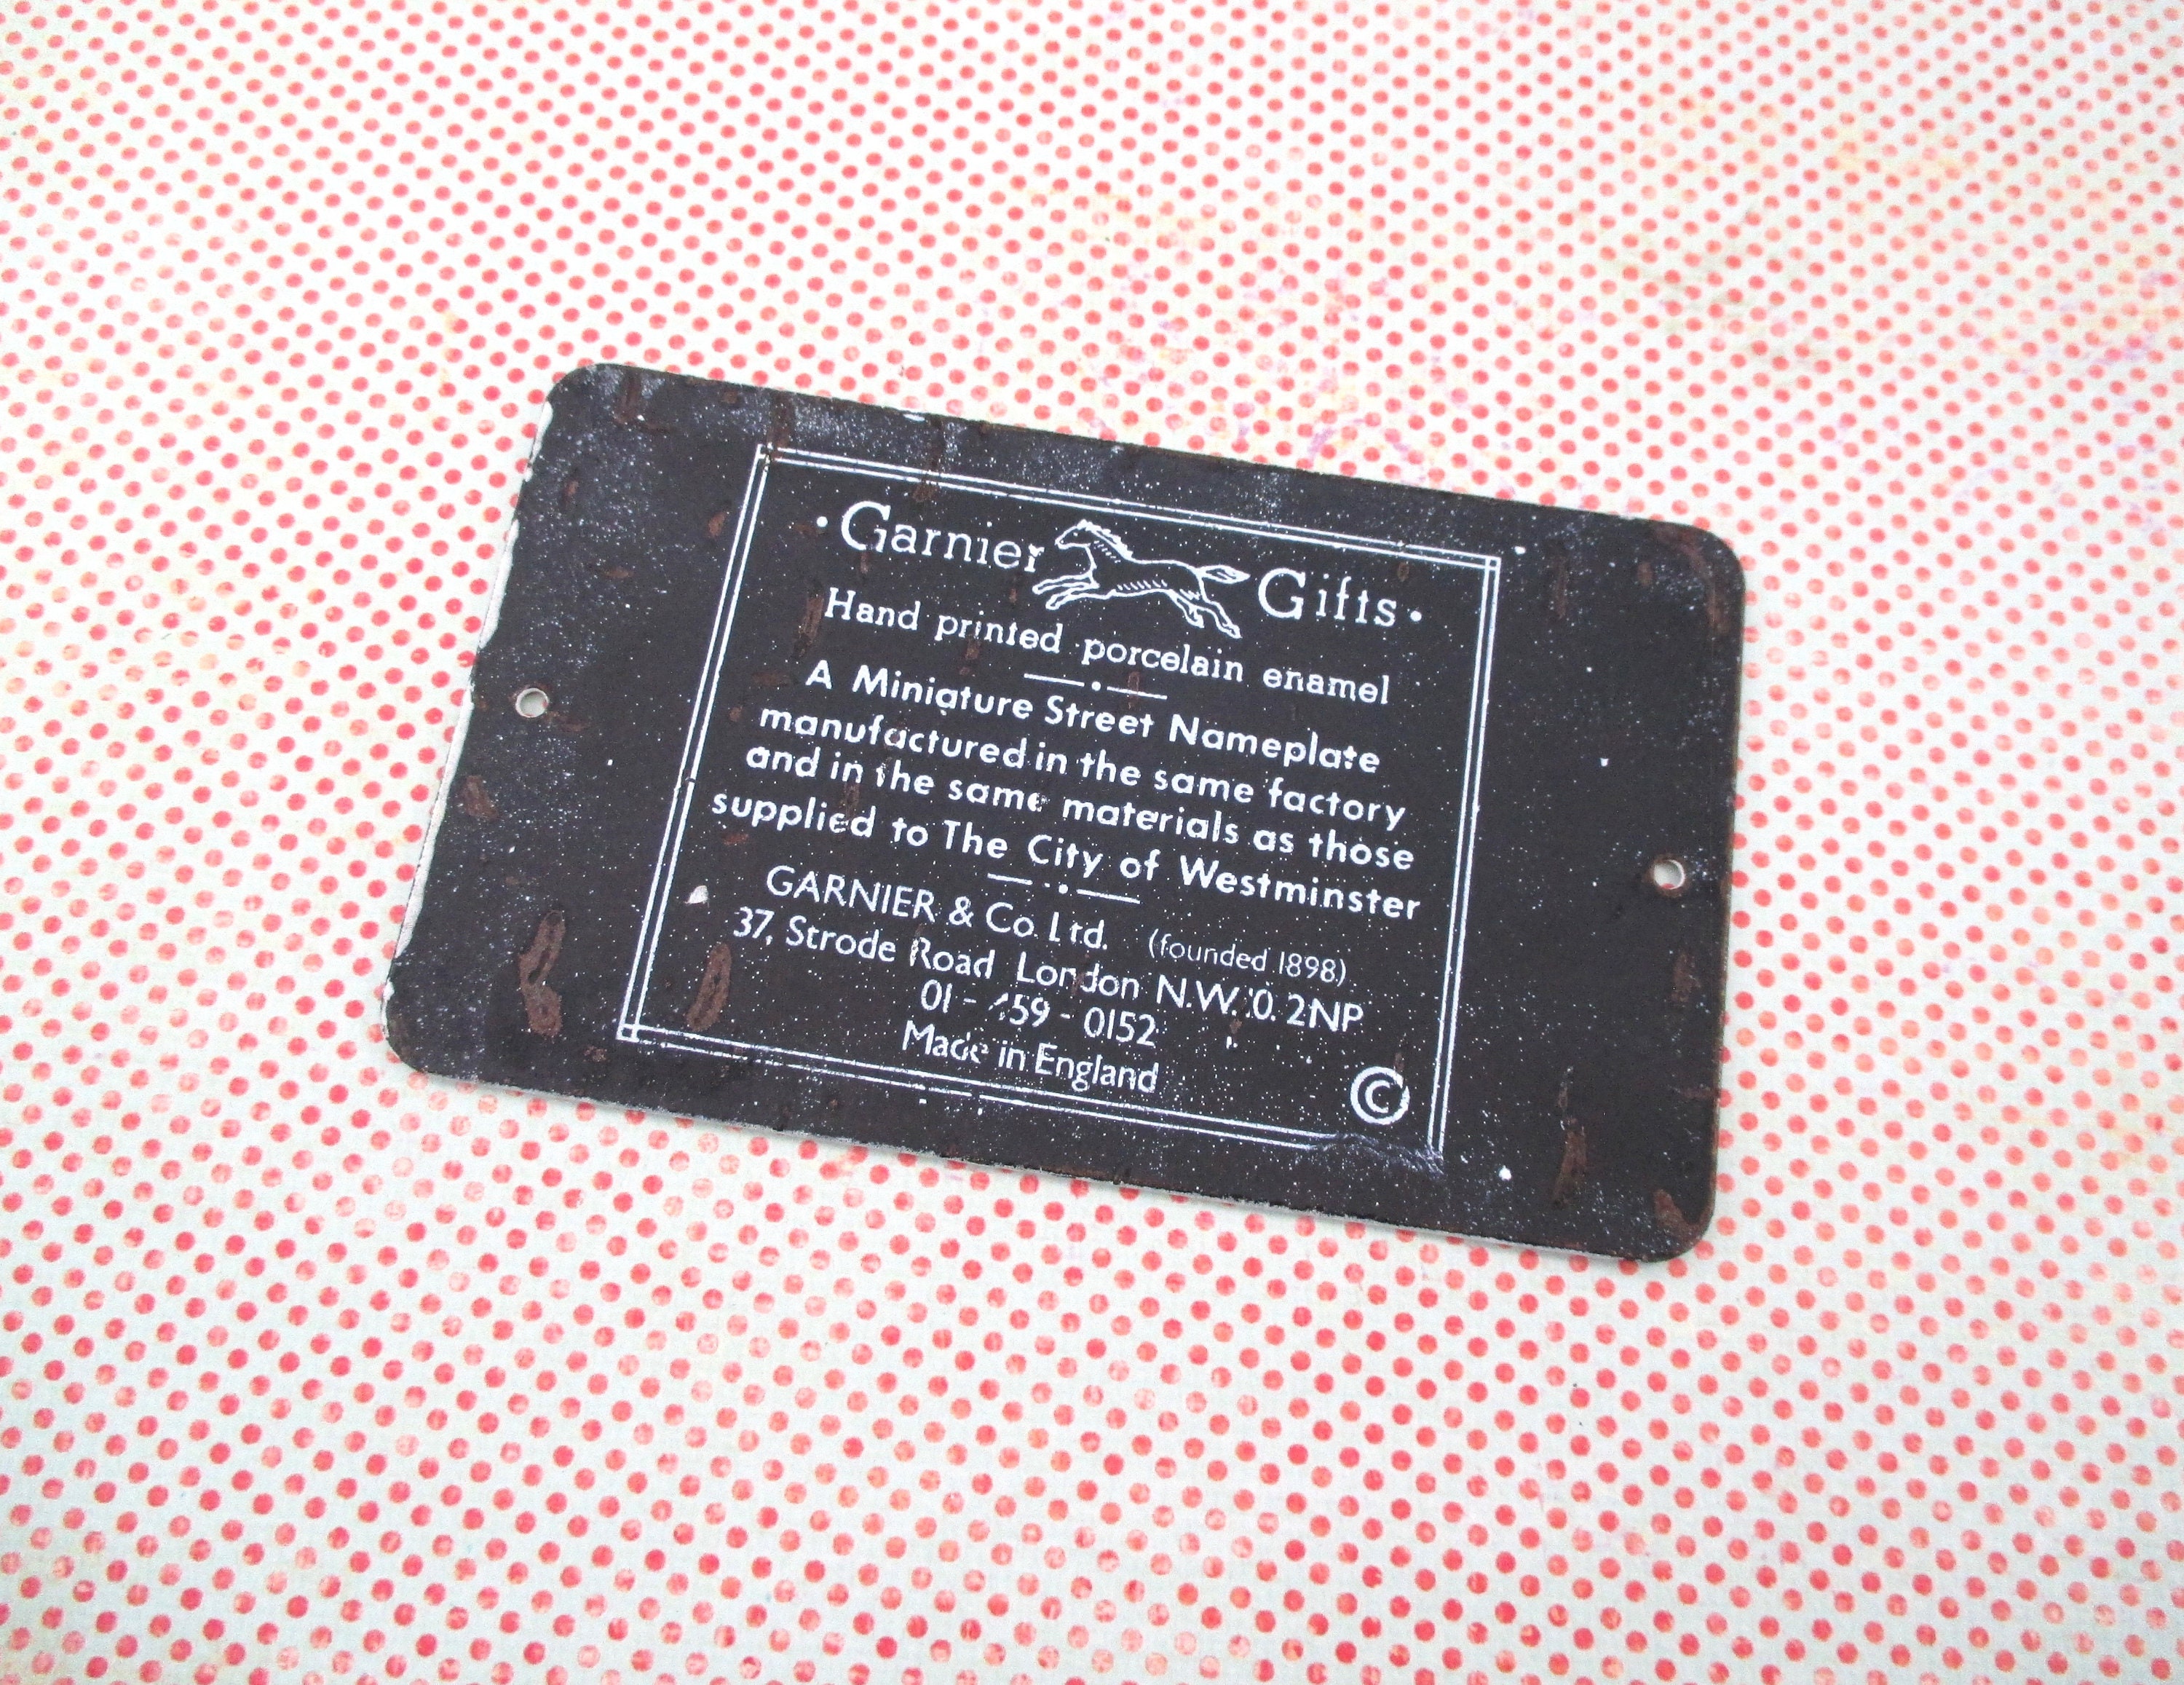 · Garnier Gifts ·
Hand printed porcelain enamel
A Miniature Street Nameplate
manufactured in the same factory
and in the same materials as those
supplied to The City of Westminster
GARNIER & Co. Ltd. (founded 1898)
37, Strode Road London 2NP
01 - 0152
Made in England
©